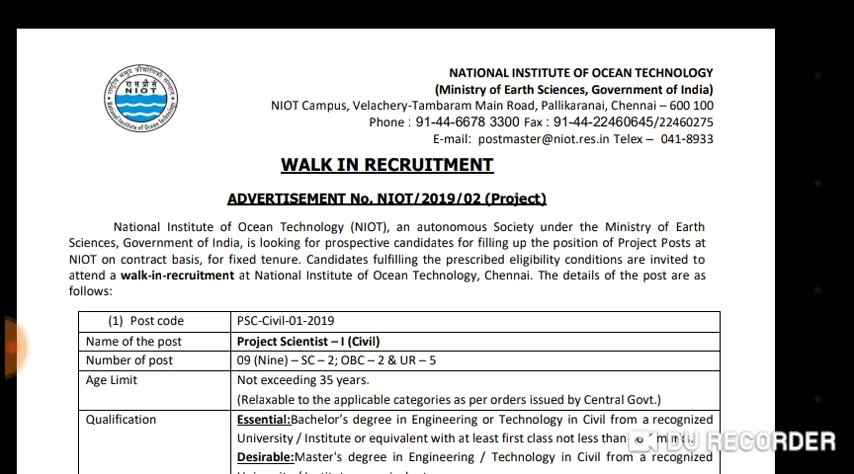 NATIONAL INSTITUTE OF OCEAN TECHNOLOGY
(Ministry of Earth Sciences, Government of India)
NIOT Campus, Velachery-Tambaram Main Road, Pallikaranai, Chennai – 600 100
Phone : 91-44-6678 3300 Fax : 91-44-22460645/22460275
E-mail: postmaster@niot.res.in Telex – 041-8933
NIOT
National Institute of Ocean Technology
WALK IN RECRUITMENT
ADVERTISEMENT No. NIOT/2019/02 (Project)
National Institute of Ocean Technology (NIOT), an autonomous Society under the Ministry of Earth
Sciences, Government of India, is looking for prospective candidates for filling up the position of Project Posts at
NIOT on contract basis, for fixed tenure. Candidates fulfilling the prescribed eligibility conditions are invited to
attend a walk-in-recruitment at National Institute of Ocean Technology, Chennai. The details of the post are as
follows:
(1) Post code PSC-Civil-01-2019
Name of the post Project Scientist – I (Civil)
Number of post 09 (Nine) – SC – 2; OBC – 2 & UR – 5
Age Limit Not exceeding 35 years.
(Relaxable to the applicable categories as per orders issued by Central Govt.)
Qualification Essential:Bachelor's degree in Engineering or Technology in Civil from a recognized
University / Institute or equivalent with at least first class not less than
Desirable:Master's degree in Engineering / Technology in Civil from a recognized
DU RECORDER